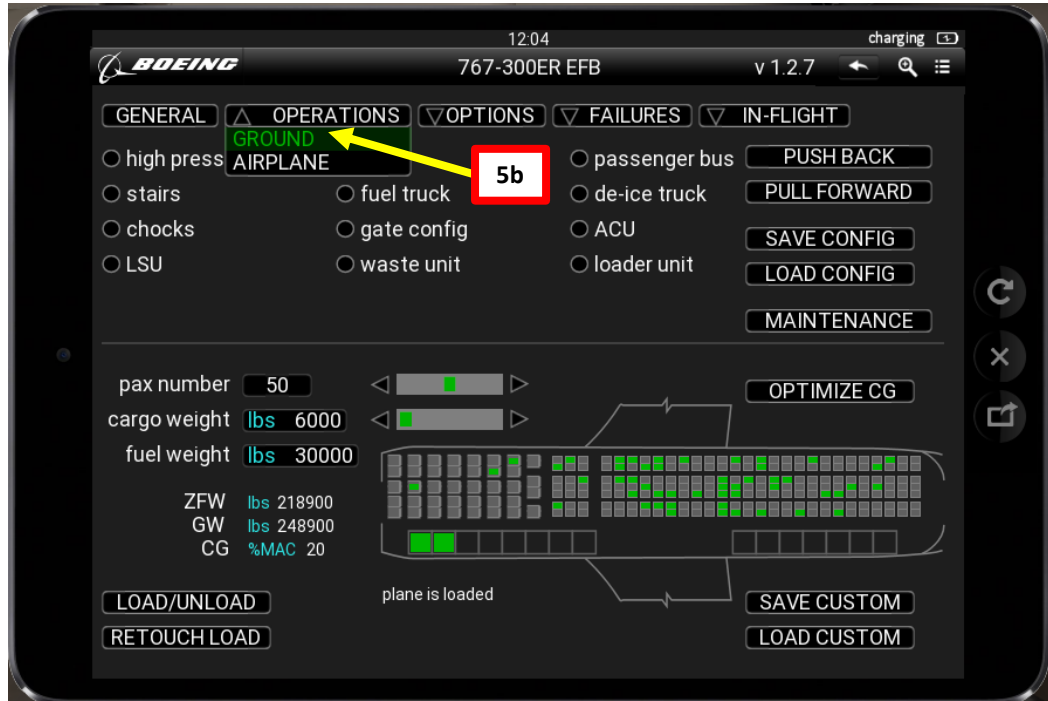 12:04 charging
BOEING 767-300ER EFB v 1.2.7
GENERAL OPERATIONS OPTIONS FAILURES IN-FLIGHT
GROUND
AIRPLANE
high press passenger bus PUSH BACK
5b
stairs fuel truck de-ice truck PULL FORWARD
chocks gate config ACU SAVE CONFIG
LSU waste unit loader unit LOAD CONFIG
MAINTENANCE
pax number 50 OPTIMIZE CG
cargo weight lbs 6000
fuel weight lbs 30000
ZFW lbs 218900
GW lbs 248900
CG %MAC 20
LOAD/UNLOAD plane is loaded SAVE CUSTOM
RETOUCH LOAD LOAD CUSTOM